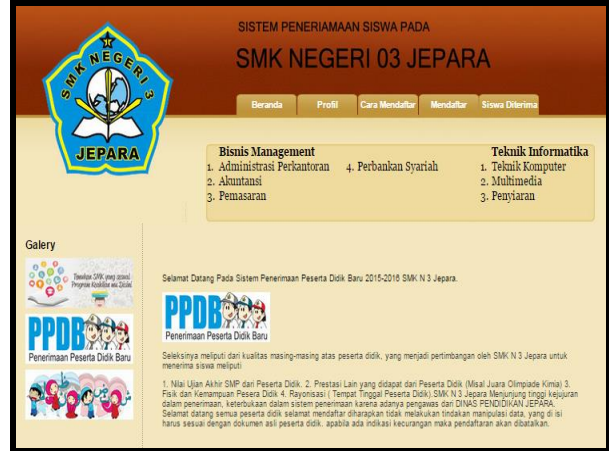 SISTEM PENERIAMAAN SISWA PADA
SMK NEGERI 03 JEPARA
SMK NEGERI 3
JEPARA
Beranda Profil Cara Mendaftar Mendaftar Siswa Diterima
Bisnis Management
1. Administrasi Perkantoran 4. Perbankan Syariah
2. Akuntansi
3. Pemasaran
Teknik Informatika
1. Teknik Komputer
2. Multimedia
3. Penyiaran
Galery
Temukan SMK yang sesuai
Program Keahlian mu Disini
PPDB
Penerimaan Peserta Didik Baru
Selamat Datang Pada Sistem Penerimaan Peserta Didik Baru 2015-2016 SMK N 3 Jepara.
PPDB
Penerimaan Peserta Didik Baru
Seleksinya meliputi dari kualitas masing-masing atas peserta didik, yang menjadi pertimbangan oleh SMK N 3 Jepara untuk
menerima siswa meliputi
1. Nilai Ujian Akhir SMP dari Peserta Didik. 2. Prestasi Lain yang didapat dari Peserta Didik (Misal Juara Olimpiade Kimia) 3.
Fisik dan Kemampuan Pesera Didik 4. Rayonisasi ( Tempat Tinggal Peserta Didik).SMK N 3 Jepara Menjunjung tinggi kejujuran
dalam penerimaan, keterbukaan dalam sistem penerimaan karena adanya pengawas dari DINAS PENDIDIKAN JEPARA.
Selamat datang semua peserta didik selamat mendaftar diharapkan tidak melakukan tindakan manipulasi data, yang di isi
harus sesuai dengan dokumen asli peserta didik. apabila ada indikasi kecurangan maka pendaftaran akan dibatalkan.